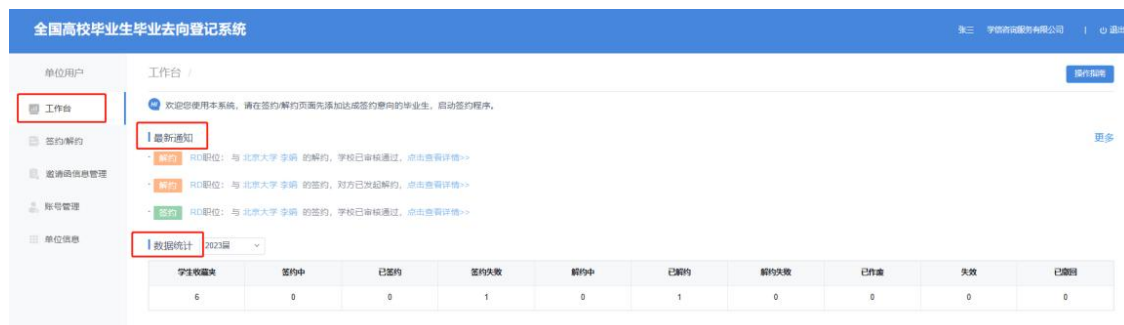 全国高校毕业生毕业去向登记系统
张三 学信咨询服务有限公司 | 退出
单位用户
工作台 /
操作指南
工作台
欢迎您使用本系统，请在签约/解约页面先添加达成签约意向的毕业生，启动签约程序。
签约/解约
最新通知
更多
解约 RD职位：与 北京大学 李娟 的解约，学校已审核通过，点击查看详情>>
邀请函信息管理
解约 RD职位：与 北京大学 李娟 的签约，对方已发起解约，点击查看详情>>
账号管理
签约 RD职位：与 北京大学 李娟 的签约，学校已审核通过，点击查看详情>>
单位信息
数据统计 2023届
学生收藏夹 签约中 已签约 签约失败 解约中 已解约 解约失败 已作废 失效 已撤回
6 0 0 1 0 1 0 0 0 0